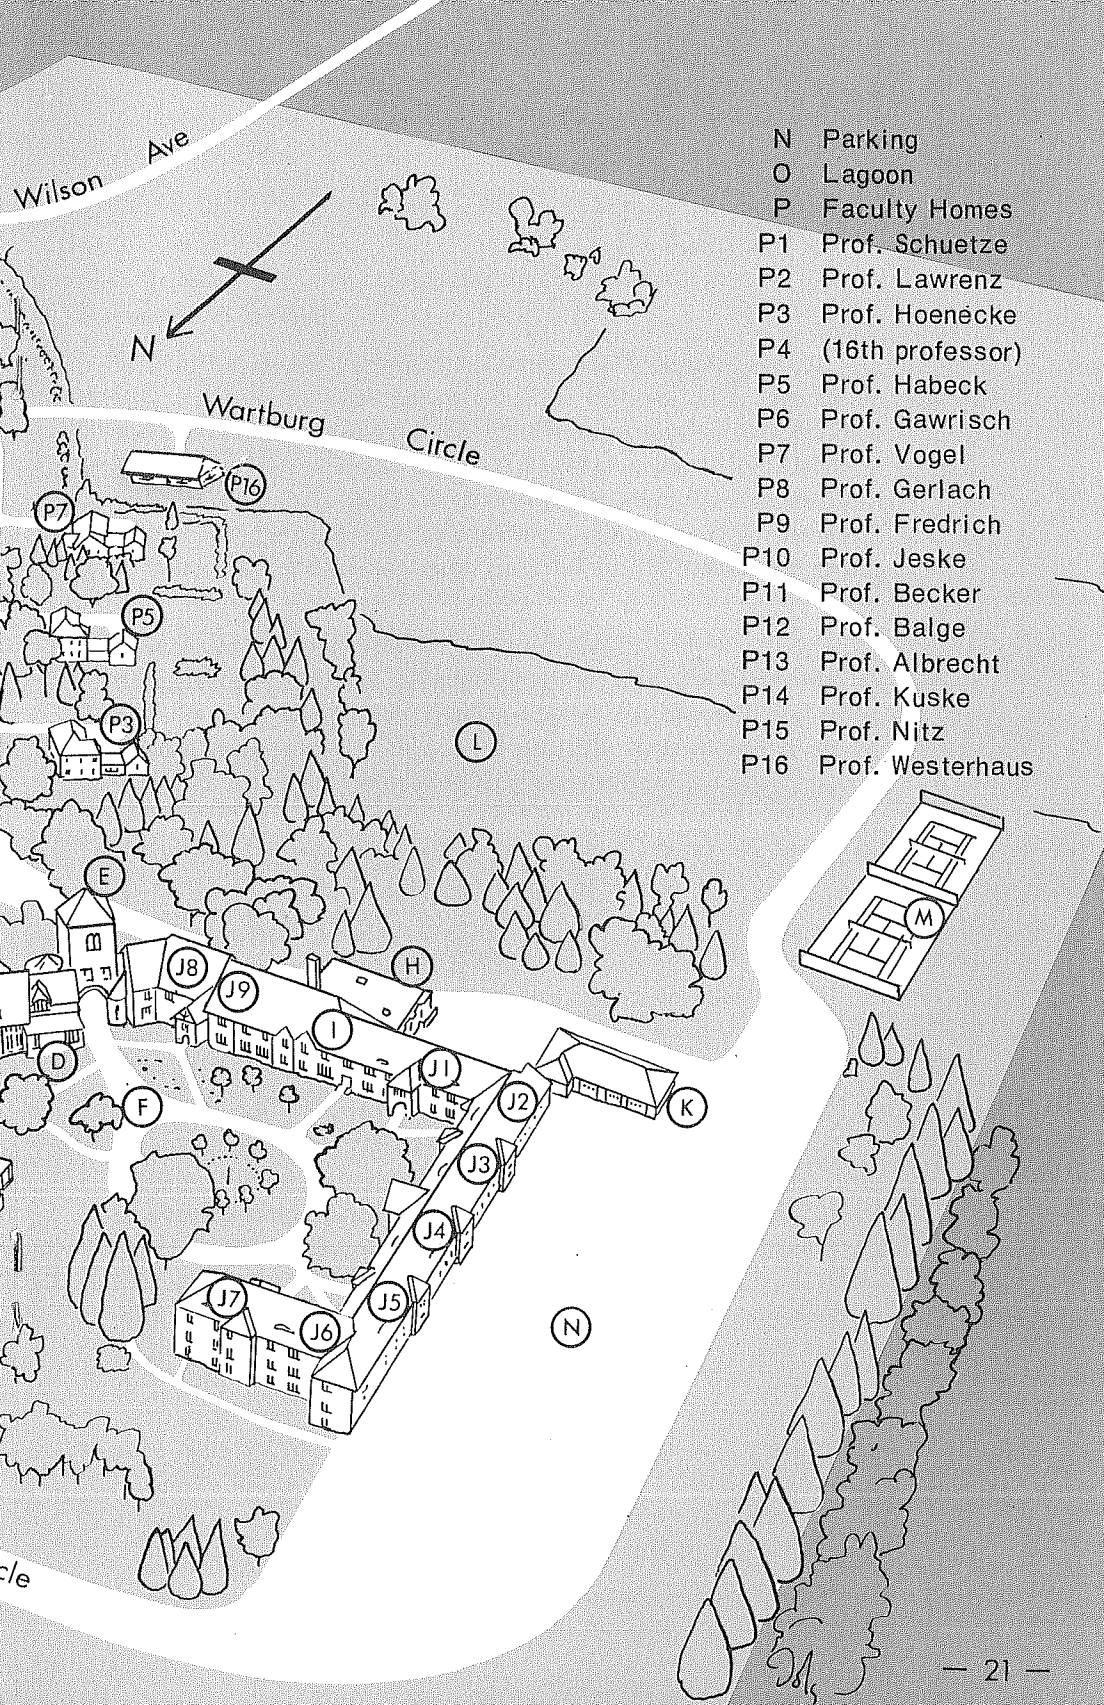 Wilson Ave
N
Wartburg Circle
N Parking
O Lagoon
P Faculty Homes
P1 Prof. Schuetze
P2 Prof. Lawrenz
P3 Prof. Hoenecke
P4 (16th professor)
P5 Prof. Habeck
P6 Prof. Gawrisch
P7 Prof. Vogel
P8 Prof. Gerlach
P9 Prof. Fredrich
P10 Prof. Jeske
P11 Prof. Becker
P12 Prof. Balge
P13 Prof. Albrecht
P14 Prof. Kuske
P15 Prof. Nitz
P16 Prof. Westerhaus
P16
P7
P5
P3
L
E
M
J8
H
J9
I
D
J1
J2
F
K
J3
J4
J7
J5
J6
N
cle
— 21 —